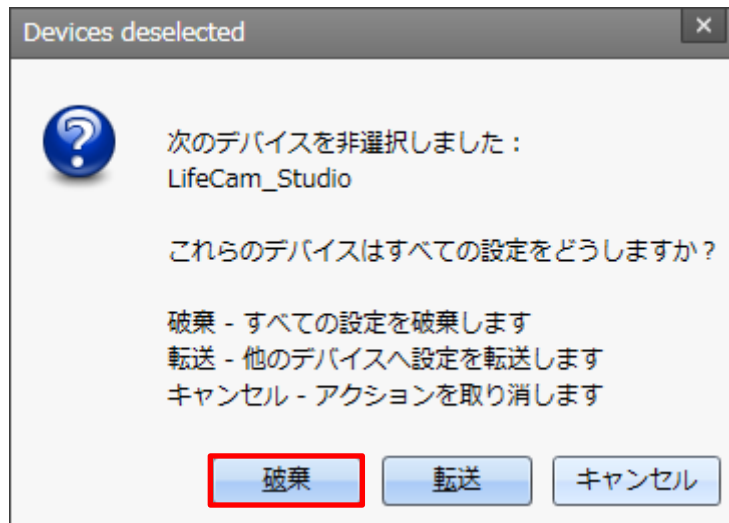 Devices deselected
次のデバイスを非選択しました：
LifeCam_Studio
これらのデバイスはすべての設定をどうしますか？
破棄 - すべての設定を破棄します
転送 - 他のデバイスへ設定を転送します
キャンセル - アクションを取り消します
破棄 転送 キャンセル